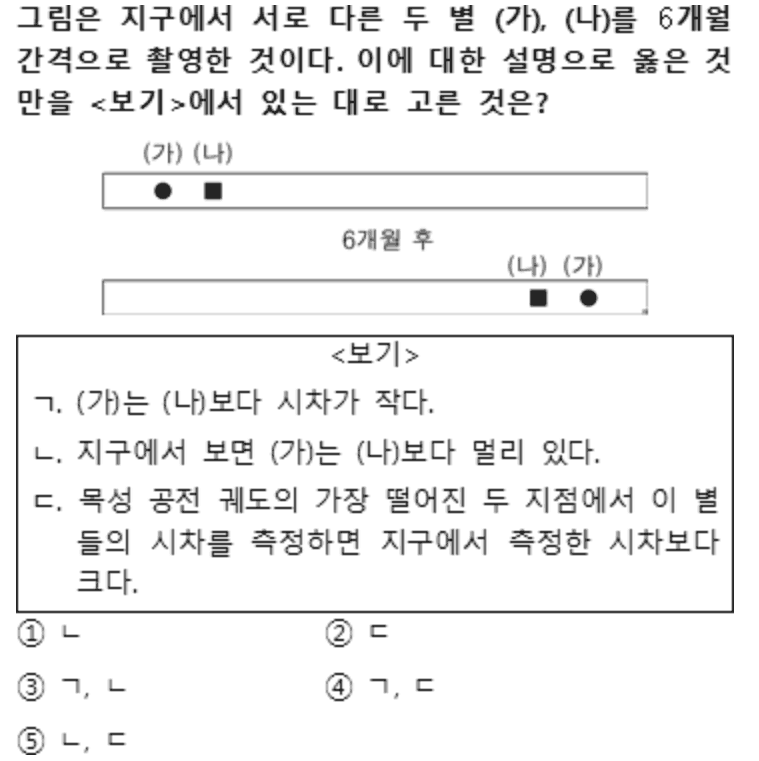 그림은 지구에서 서로 다른 두 별 (가), (나)를 6개월
간격으로 촬영한 것이다. 이에 대한 설명으로 옳은 것
만을 <보기>에서 있는 대로 고른 것은?
(가) (나)
6개월 후
(나) (가)
<보기>
ㄱ. (가)는 (나)보다 시차가 작다.
ㄴ. 지구에서 보면 (가)는 (나)보다 멀리 있다.
ㄷ. 목성 공전 궤도의 가장 떨어진 두 지점에서 이 별
들의 시차를 측정하면 지구에서 측정한 시차보다
크다.
① ㄴ ② ㄷ
③ ㄱ, ㄴ ④ ㄱ, ㄷ
⑤ ㄴ, ㄷ